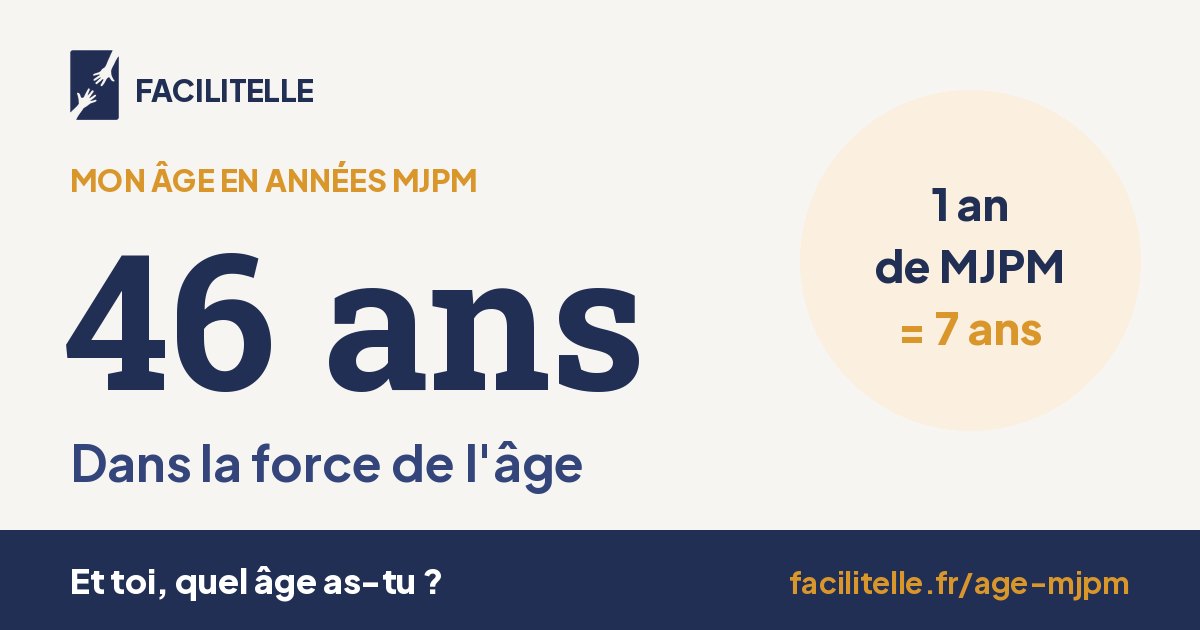 FACILITELLE
MON ÂGE EN ANNÉES MJPM
46 ans
Dans la force de l'âge
1 an
de MJPM
= 7 ans
Et toi, quel âge as-tu ?
facilitelle.fr/age-mjpm